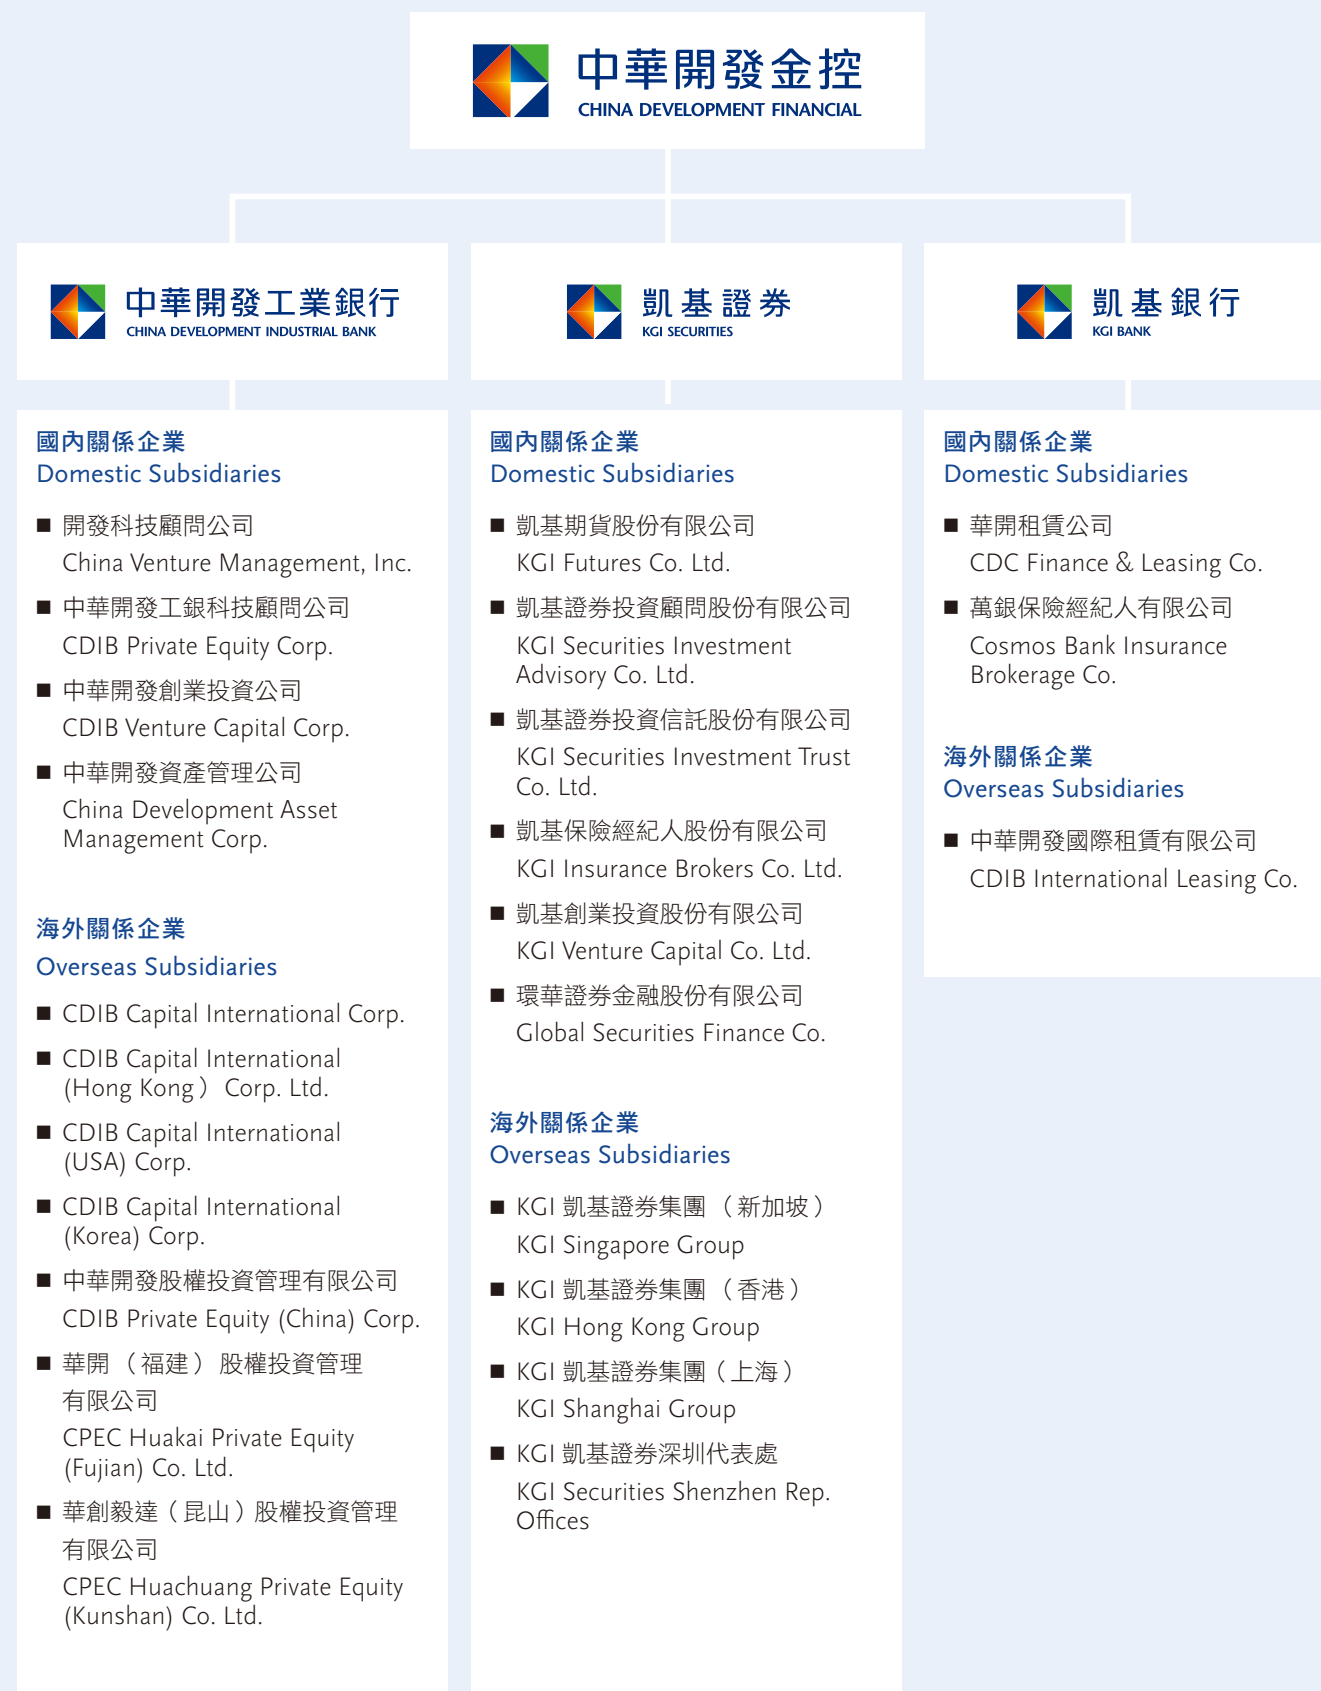 中華開發金控
CHINA DEVELOPMENT FINANCIAL
中華開發工業銀行
CHINA DEVELOPMENT INDUSTRIAL BANK
國內關係企業
Domestic Subsidiaries
■ 開發科技顧問公司
China Venture Management, Inc.
■ 中華開發工銀科技顧問公司
CDIB Private Equity Corp.
■ 中華開發創業投資公司
CDIB Venture Capital Corp.
■ 中華開發資產管理公司
China Development Asset
Management Corp.
海外關係企業
Overseas Subsidiaries
■ CDIB Capital International Corp.
■ CDIB Capital International
(Hong Kong） Corp. Ltd.
■ CDIB Capital International
(USA) Corp.
■ CDIB Capital International
(Korea) Corp.
■ 中華開發股權投資管理有限公司
CDIB Private Equity (China) Corp.
■ 華開（福建）股權投資管理
有限公司
CPEC Huakai Private Equity
(Fujian) Co. Ltd.
■ 華創毅達（昆山）股權投資管理
有限公司
CPEC Huachuang Private Equity
(Kunshan) Co. Ltd.
凱基證券
KGI SECURITIES
國內關係企業
Domestic Subsidiaries
■ 凱基期貨股份有限公司
KGI Futures Co. Ltd.
■ 凱基證券投資顧問股份有限公司
KGI Securities Investment
Advisory Co. Ltd.
■ 凱基證券投資信託股份有限公司
KGI Securities Investment Trust
Co. Ltd.
■ 凱基保險經紀人股份有限公司
KGI Insurance Brokers Co. Ltd.
■ 凱基創業投資股份有限公司
KGI Venture Capital Co. Ltd.
■ 環華證券金融股份有限公司
Global Securities Finance Co.
海外關係企業
Overseas Subsidiaries
■ KGI 凱基證券集團（新加坡）
KGI Singapore Group
■ KGI 凱基證券集團（香港）
KGI Hong Kong Group
■ KGI 凱基證券集團（上海）
KGI Shanghai Group
■ KGI 凱基證券深圳代表處
KGI Securities Shenzhen Rep.
Offices
凱基銀行
KGI BANK
國內關係企業
Domestic Subsidiaries
■ 華開租賃公司
CDC Finance & Leasing Co.
■ 萬銀保險經紀人有限公司
Cosmos Bank Insurance
Brokerage Co.
海外關係企業
Overseas Subsidiaries
■ 中華開發國際租賃有限公司
CDIB International Leasing Co.